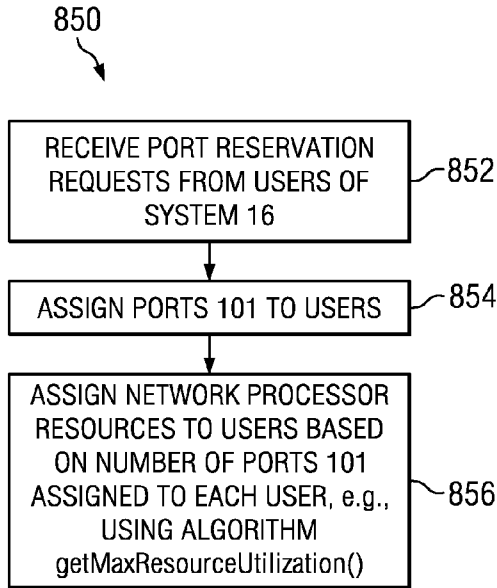 850
RECEIVE PORT RESERVATION
REQUESTS FROM USERS OF
SYSTEM 16
852
ASSIGN PORTS 101 TO USERS
854
ASSIGN NETWORK PROCESSOR
RESOURCES TO USERS BASED
ON NUMBER OF PORTS 101
ASSIGNED TO EACH USER, e.g.,
USING ALGORITHM
getMaxResourceUtilization()
856